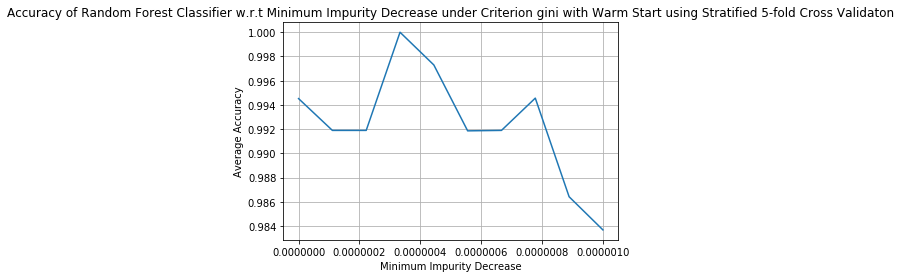 Accuracy of Random Forest Classifier w.r.t Minimum Impurity Decrease under Criterion gini with Warm Start using Stratified 5-fold Cross Validaton
1.000
0.998
0.996
0.994
0.992
0.990
0.988
0.986
0.984
Average Accuracy
0.0000000 0.0000002 0.0000004 0.0000006 0.0000008 0.0000010
Minimum Impurity Decrease